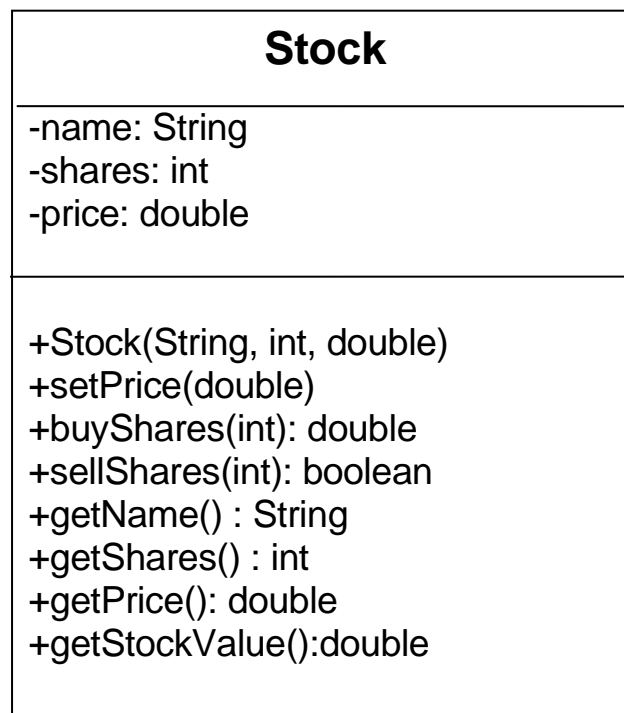 Stock
-name: String
-shares: int
-price: double
+Stock(String, int, double)
+setPrice(double)
+buyShares(int): double
+sellShares(int): boolean
+getName() : String
+getShares() : int
+getPrice(): double
+getStockValue():double